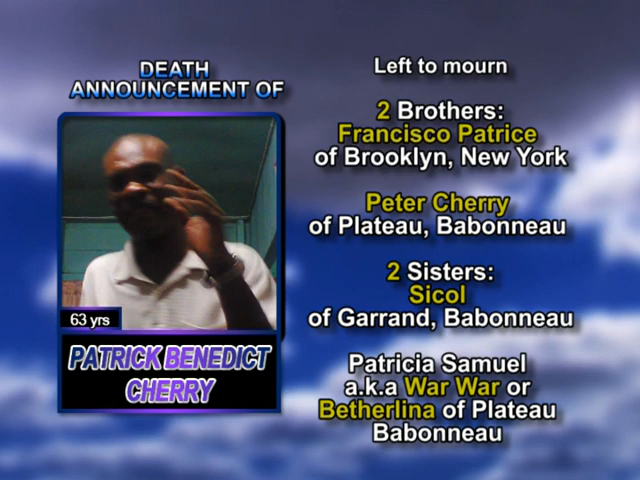 DEATH
ANNOUNCEMENT OF
63 yrs
PATRICK BENEDICT
CHERRY
Left to mourn
2 Brothers:
Francisco Patrice
of Brooklyn, New York
Peter Cherry
of Plateau, Babonneau
2 Sisters:
Sicol
of Garrand, Babonneau
Patricia Samuel
a.k.a War War or
Betherlina of Plateau
Babonneau